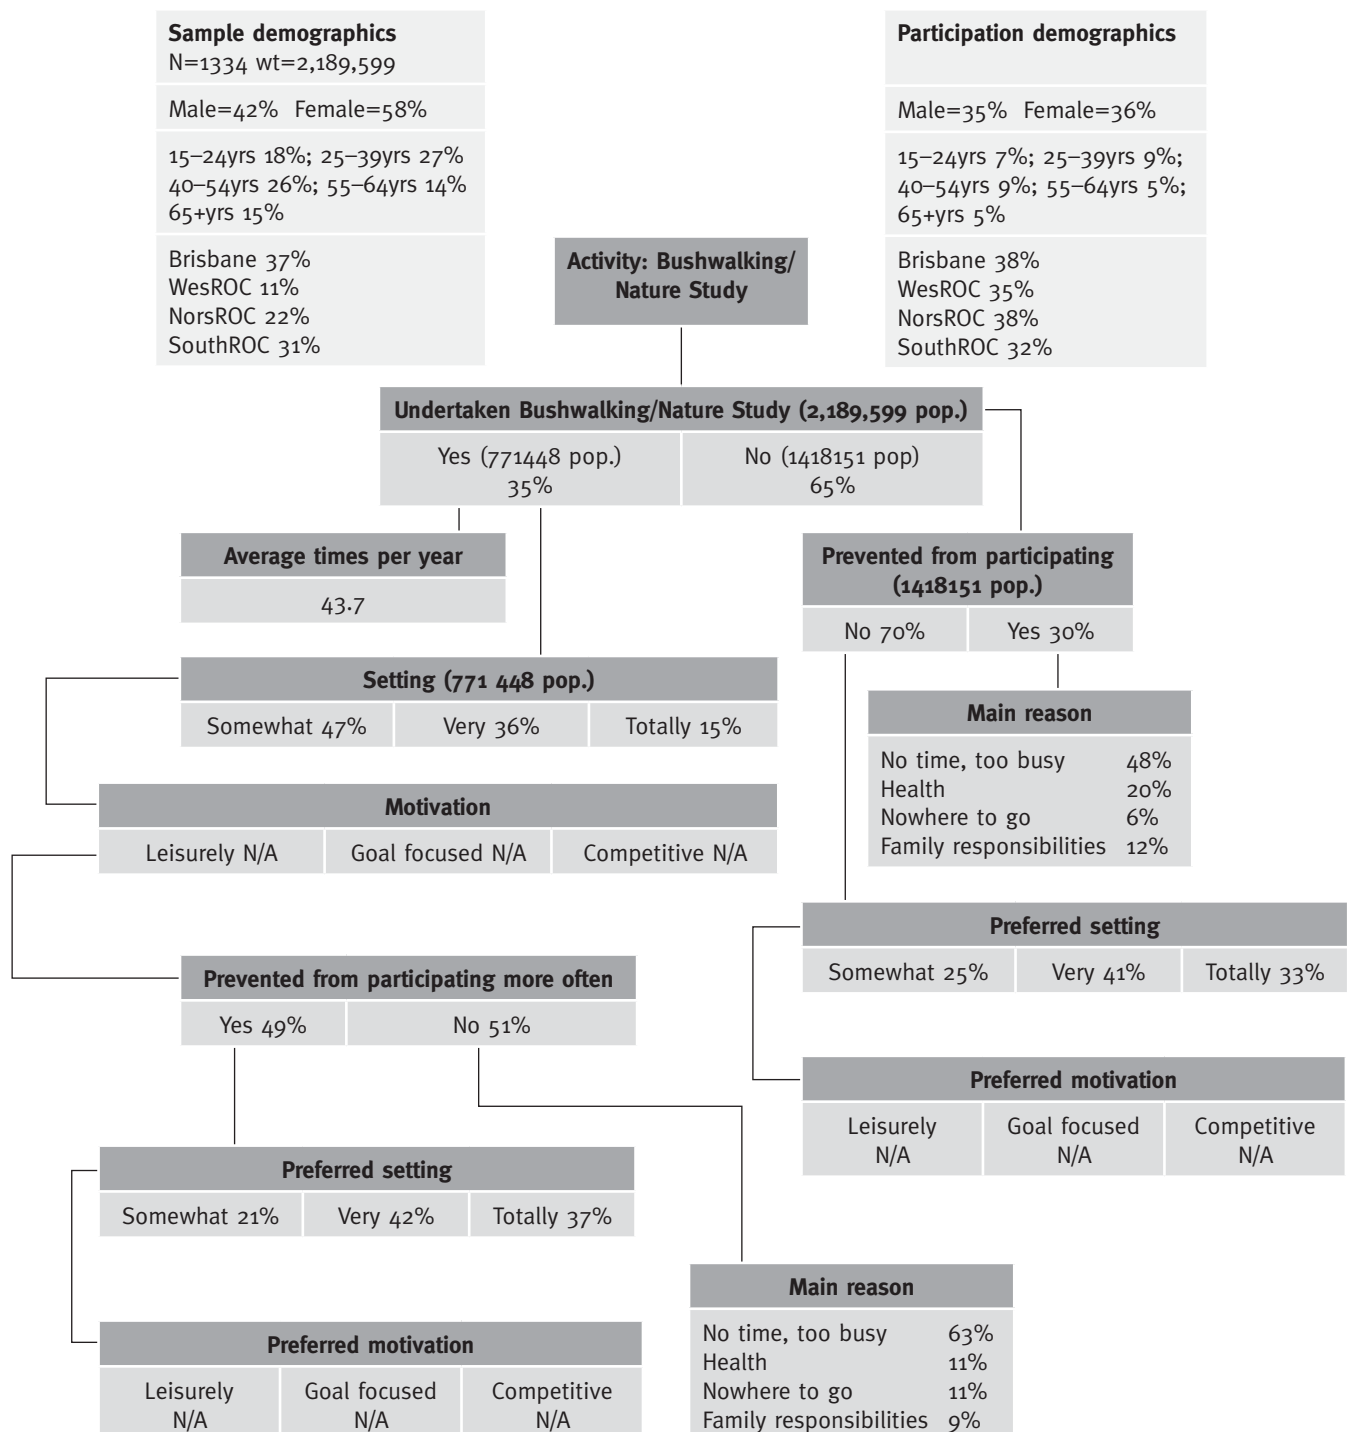 Sample demographics
N=1334 wt=2,189,599
Male=42% Female=58%
15–24yrs 18%; 25–39yrs 27%
40–54yrs 26%; 55–64yrs 14%
65+yrs 15%
Brisbane 37%
WesROC 11%
NorsROC 22%
SouthROC 31%
Participation demographics
Male=35% Female=36%
15–24yrs 7%; 25–39yrs 9%;
40–54yrs 9%; 55–64yrs 5%;
65+yrs 5%
Brisbane 38%
WesROC 35%
NorsROC 38%
SouthROC 32%
Activity: Bushwalking/
Nature Study
Undertaken Bushwalking/Nature Study (2,189,599 pop.)
Yes (771448 pop.)
35%
No (1418151 pop)
65%
Average times per year
43.7
Setting (771 448 pop.)
Somewhat 47% Very 36% Totally 15%
Motivation
Leisurely N/A Goal focused N/A Competitive N/A
Prevented from participating more often
Yes 49% No 51%
Preferred setting
Somewhat 21% Very 42% Totally 37%
Preferred motivation
Leisurely
N/A
Goal focused
N/A
Competitive
N/A
Main reason
No time, too busy 63%
Health 11%
Nowhere to go 11%
Family responsibilities 9%
Prevented from participating
(1418151 pop.)
No 70% Yes 30%
Main reason
No time, too busy 48%
Health 20%
Nowhere to go 6%
Family responsibilities 12%
Preferred setting
Somewhat 25% Very 41% Totally 33%
Preferred motivation
Leisurely
N/A
Goal focused
N/A
Competitive
N/A